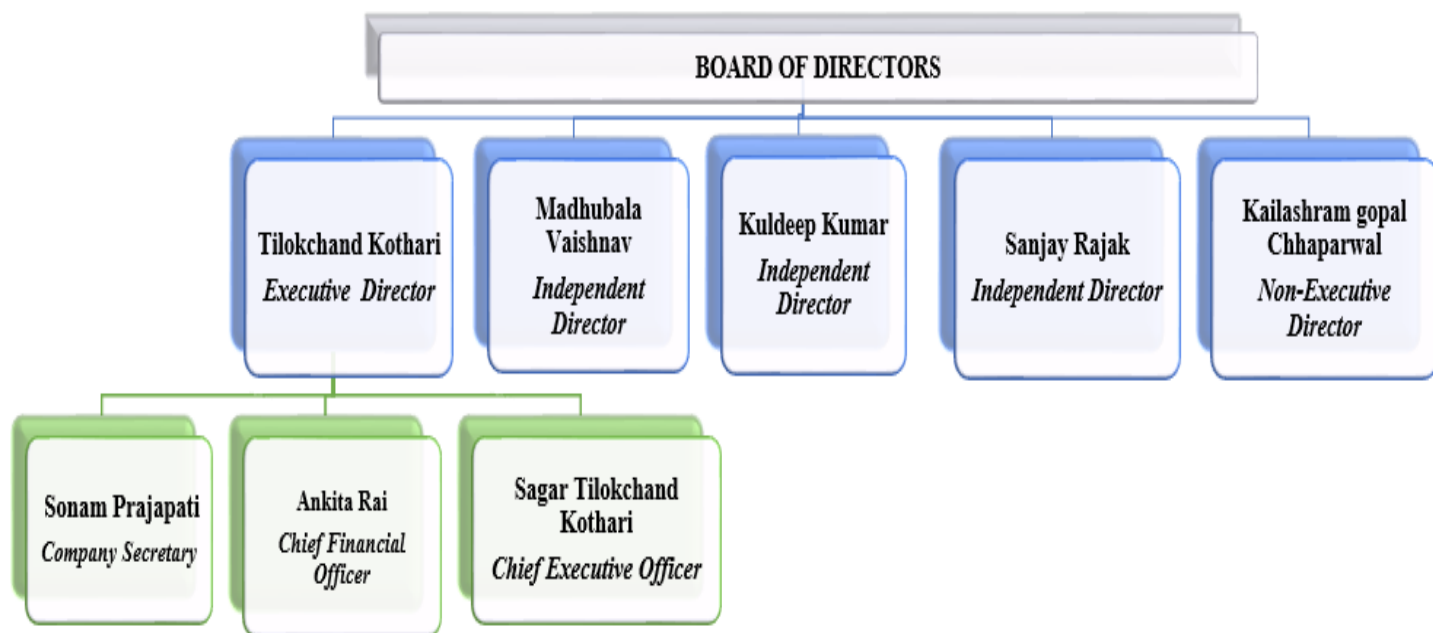 BOARD OF DIRECTORS
Tilokchand Kothari
Executive Director
Madhubala
Vaishnav
Independent
Director
Kuldeep Kumar
Independent
Director
Sanjay Rajak
Independent Director
Kailashram gopal
Chhaparwal
Non-Executive
Director
Sonam Prajapati
Company Secretary
Ankita Rai
Chief Financial
Officer
Sagar Tilokchand
Kothari
Chief Executive Officer